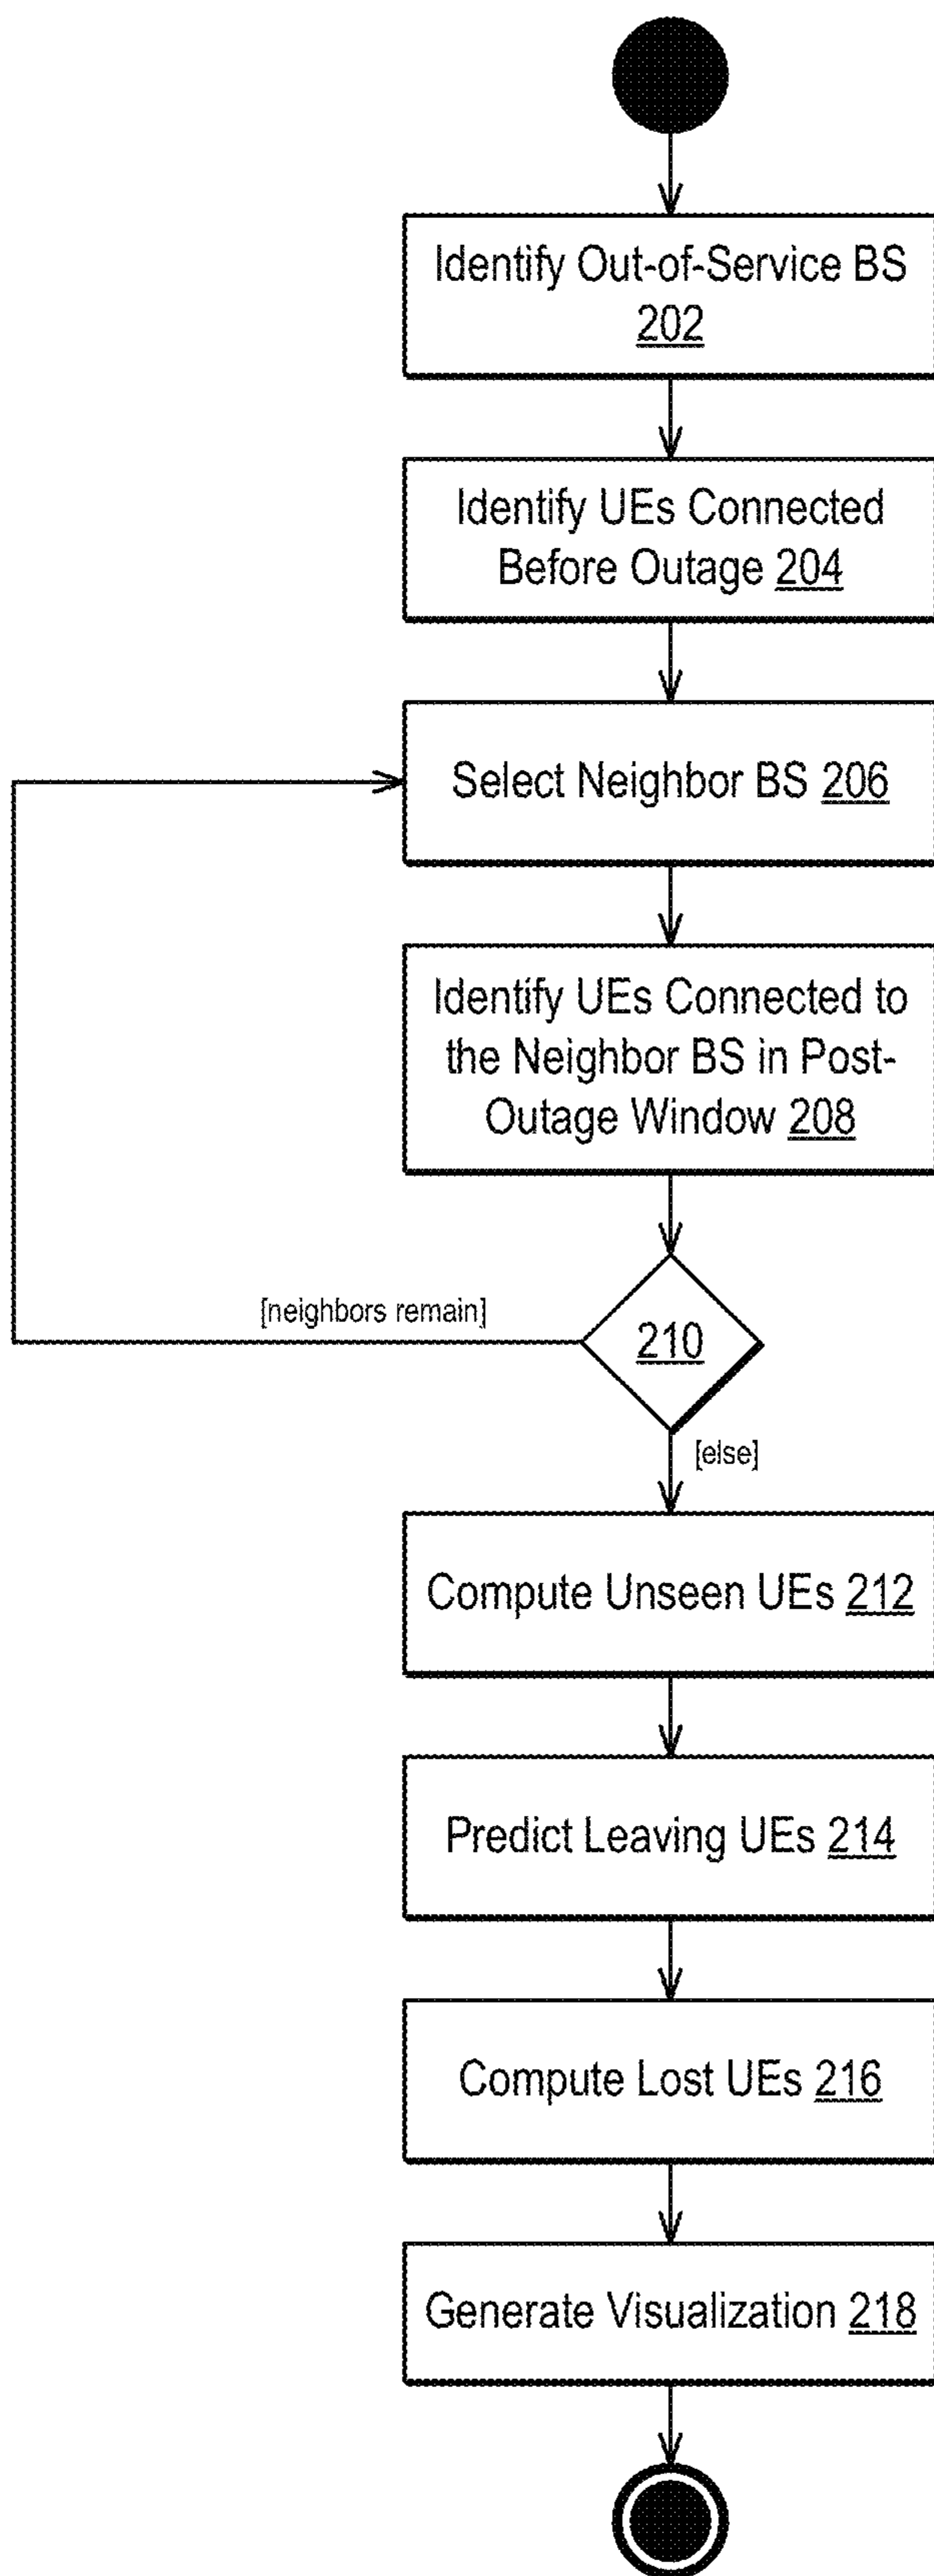 Identify Out-of-Service BS
202
Identify UEs Connected
Before Outage 204
Select Neighbor BS 206
Identify UEs Connected to
the Neighbor BS in Post-
Outage Window 208
[neighbors remain]
210
[else]
Compute Unseen UEs 212
Predict Leaving UEs 214
Compute Lost UEs 216
Generate Visualization 218